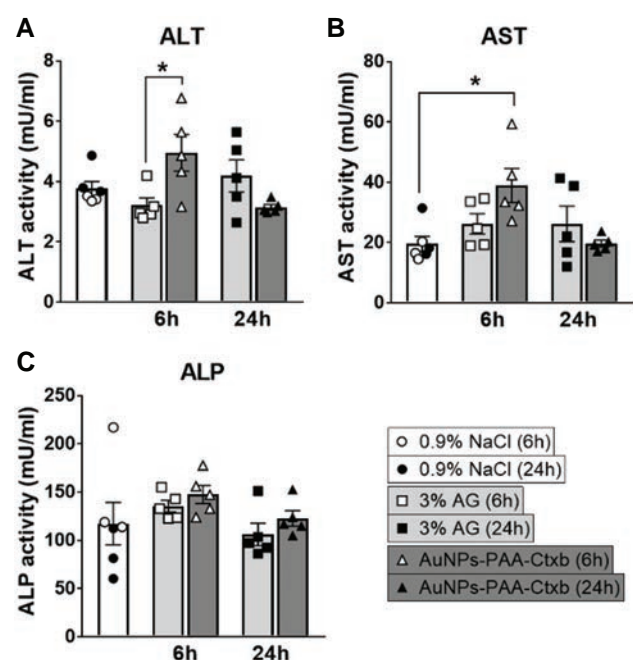 A
ALT
ALT activity (mU/ml)
8
6
4
2
0
*
6h
24h
B
AST
AST activity (mU/ml)
80
60
40
20
0
*
6h
24h
C
ALP
ALP activity (mU/ml)
250
200
150
100
50
0
6h
24h
0.9% NaCl (6h)
0.9% NaCl (24h)
3% AG (6h)
3% AG (24h)
AuNPs-PAA-Ctxb (6h)
AuNPs-PAA-Ctxb (24h)